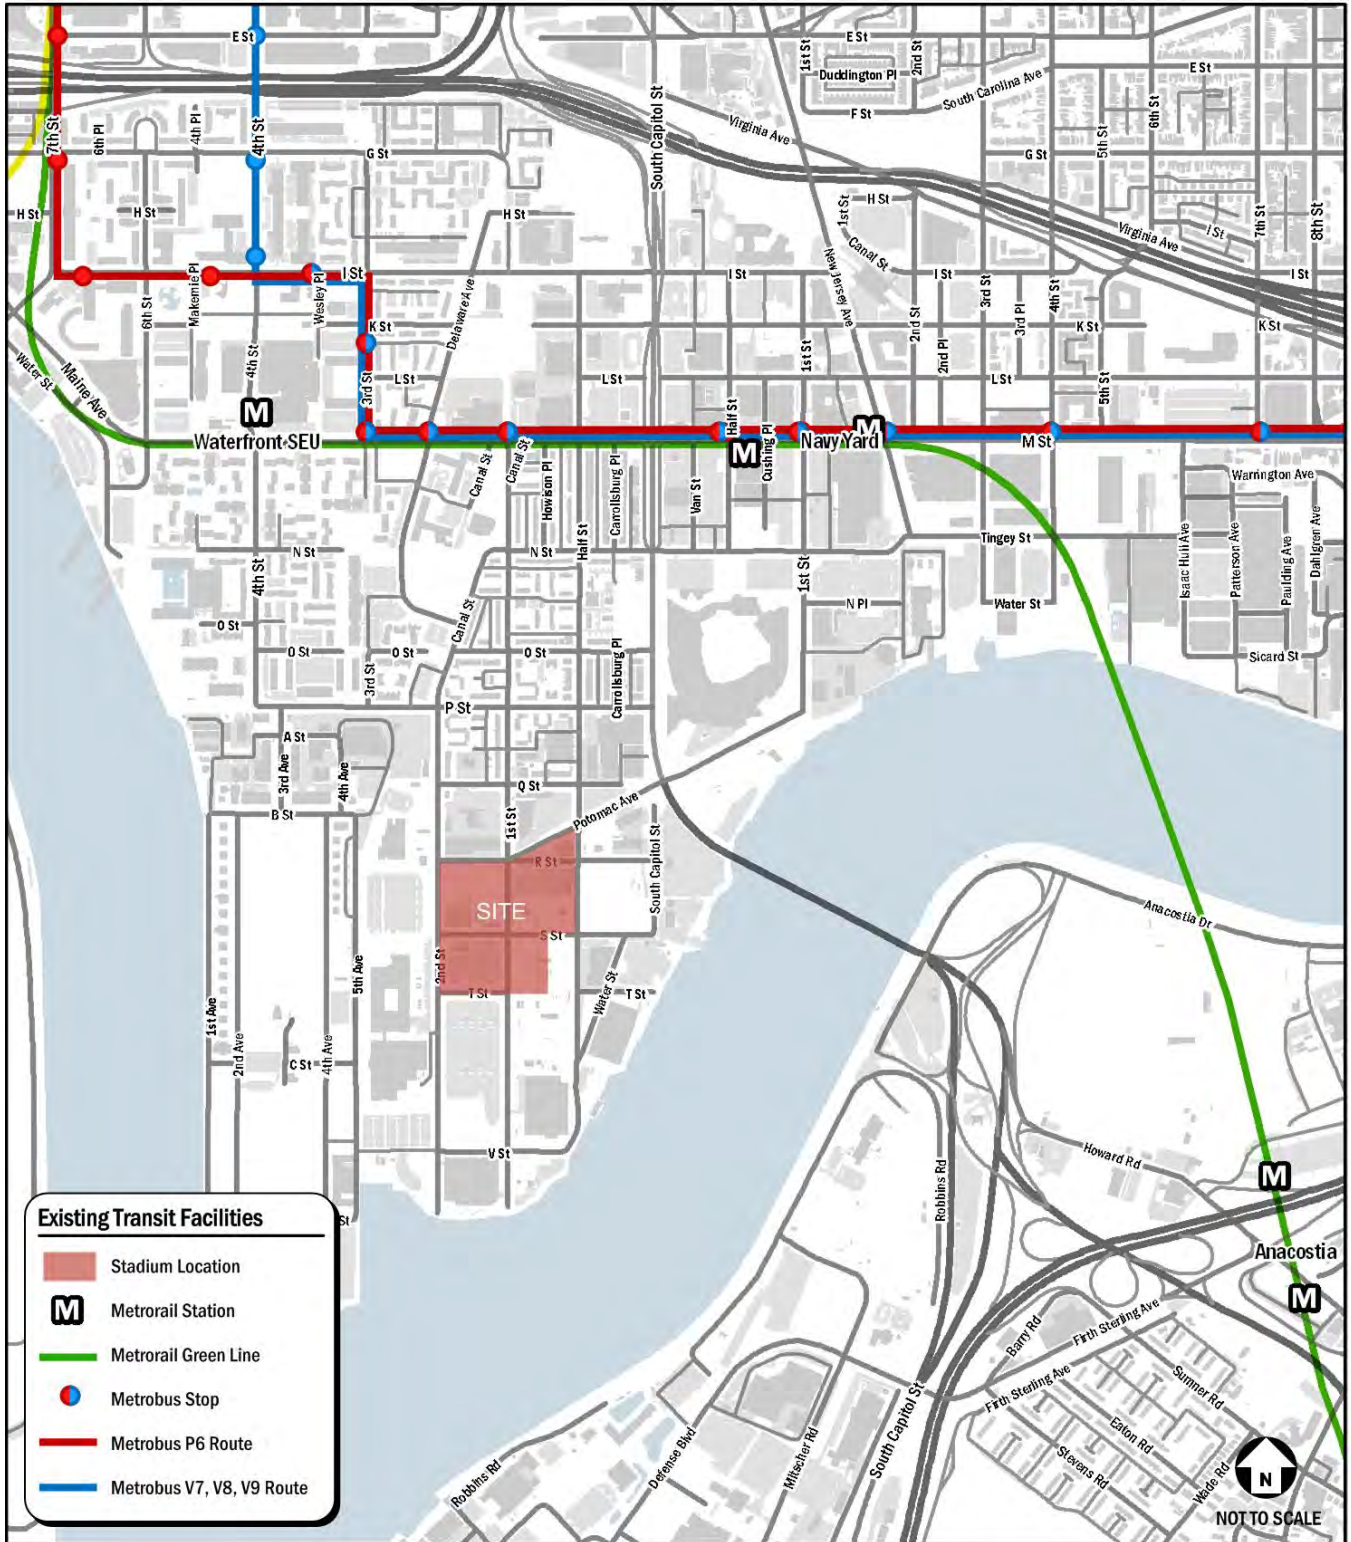 E St
E St
1st St
2nd St
Duddington Pl
E St
South Carolina Ave
F St
6th St
7th St
6th Pl
4th Pl
4th St
South Capitol St
Virginia Ave
5th St
G St
G St
H St
H St
H St
1st St
H St
Canal St
Virginia Ave
I St
7th St
8th St
Makemie Pl
Wesley Pl
I St
I St
New Jersey Ave
I St
3rd St
4th St
I St
6th St
K St
Delaware Ave
1st St
2nd St
2nd Pl
3rd Pl
K St
K St
Water St
Maine Ave
4th St
3rd St
L St
L St
L St
5th St
M
Waterfront SEU
Half St
Cushing Pl
M
Navy Yard
M
M St
Canal St
Canal St
Howison Pl
Carrollsburg Pl
Van St
Warrington Ave
N St
4th St
N St
Half St
1st St
Tingey St
Isaac Hull Ave
Patterson Ave
Paulding Ave
Dahlgren Ave
N Pl
Water St
O St
O St
3rd St
O St
Canal St
O St
Carrollsburg Pl
Sicard St
P St
A St
3rd Ave
4th Ave
B St
Q St
1st St
Potomac Ave
R St
South Capitol St
SITE
S St
2nd St
T St
Water St
T St
Anacostia Dr
1st Ave
2nd Ave
C St
4th Ave
5th Ave
V St
Howard Rd
Robbins Rd
M
Anacostia
M
St
Barry Rd
Firth Sterling Ave
Firth Sterling Ave
Sumner Rd
Eaton Rd
Stevens Rd
Wade Rd
South Capitol St
Mitscher Rd
Defense Blvd
Robbins Rd
N
NOT TO SCALE
Existing Transit Facilities
Stadium Location
M
Metrorail Station
Metrorail Green Line
Metrobus Stop
Metrobus P6 Route
Metrobus V7, V8, V9 Route